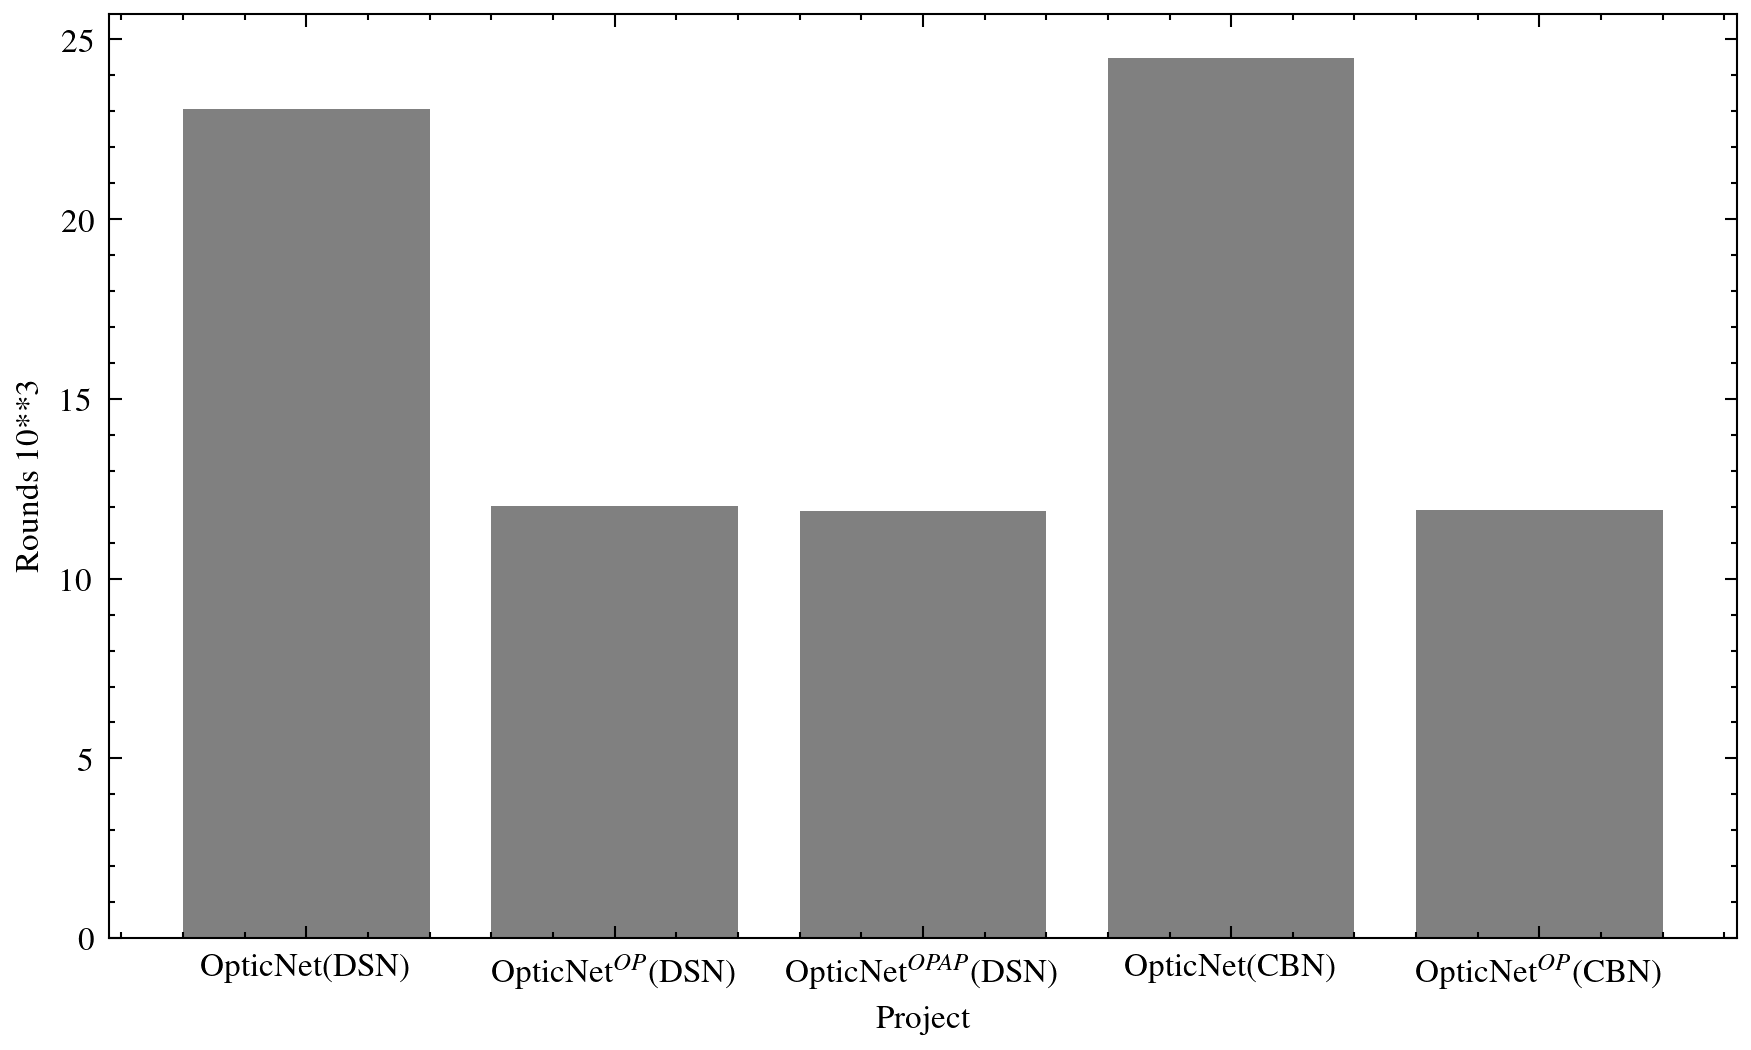 25
20
15
10
5
0
Rounds 10**3
OpticNet(DSN) OpticNet^{OP}(DSN) OpticNet^{OPAP}(DSN) OpticNet(CBN) OpticNet^{OP}(CBN)
Project